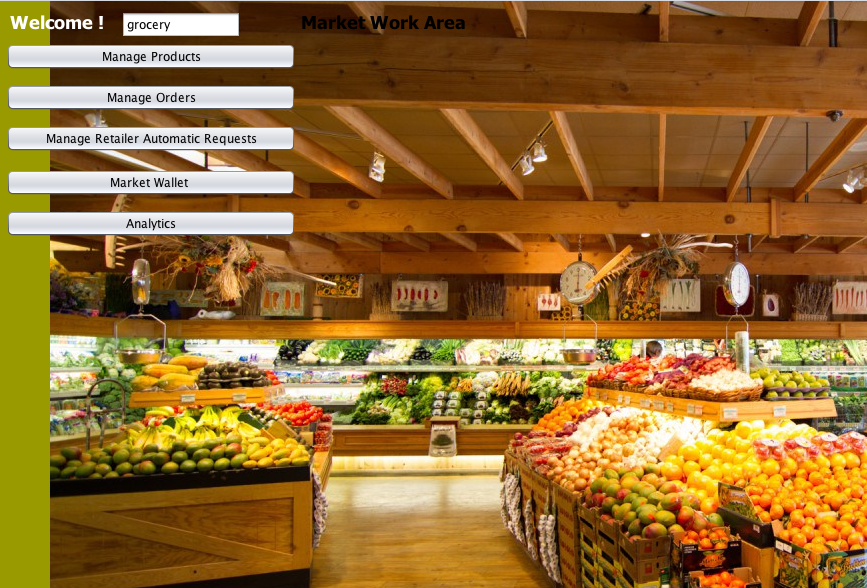 Welcome !
grocery
Market Work Area
Manage Products
Manage Orders
Manage Retailer Automatic Requests
Market Wallet
Analytics